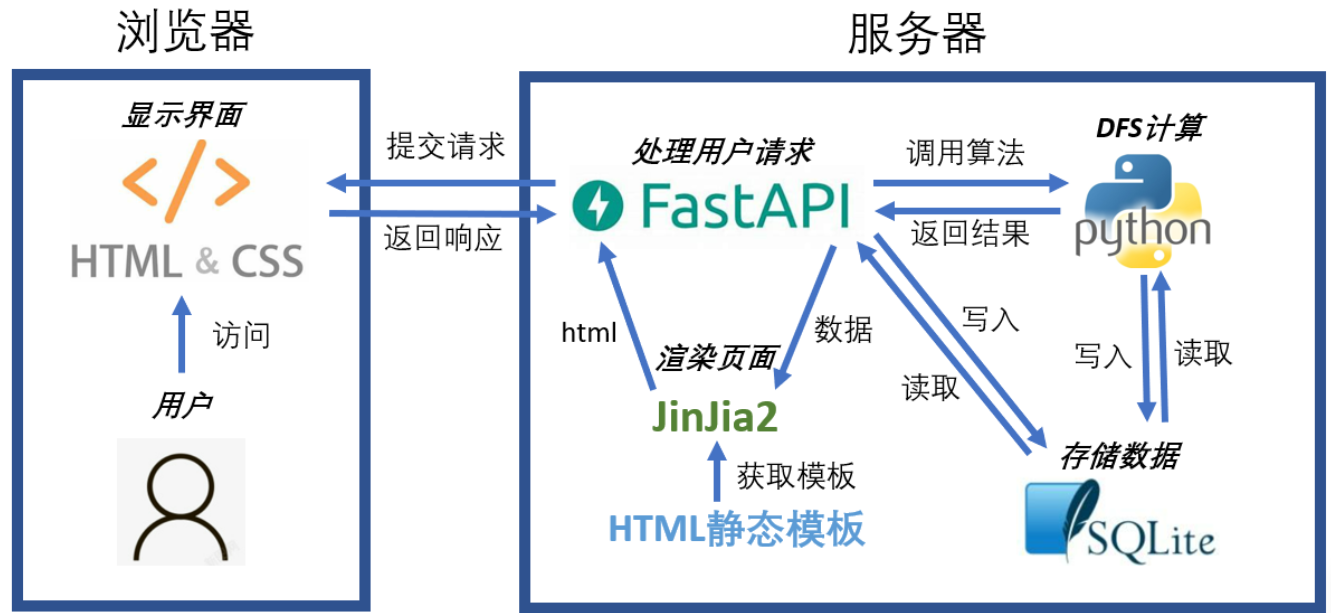 浏览器
服务器
显示界面
</>
HTML & CSS
访问
用户
提交请求
返回响应
处理用户请求
FastAPI
调用算法
返回结果
DFS计算
python
html
数据
渲染页面
JinJia2
获取模板
HTML静态模板
写入
读取
写入
读取
存储数据
SQLite